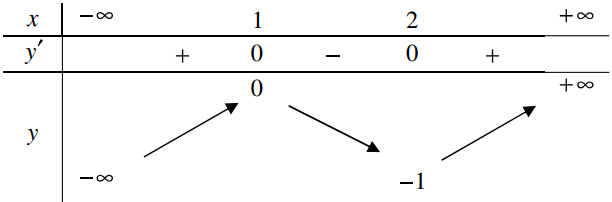 x −∞ 1 2 +∞
y′ + 0 − 0 +
0 +∞
y
−∞ −1